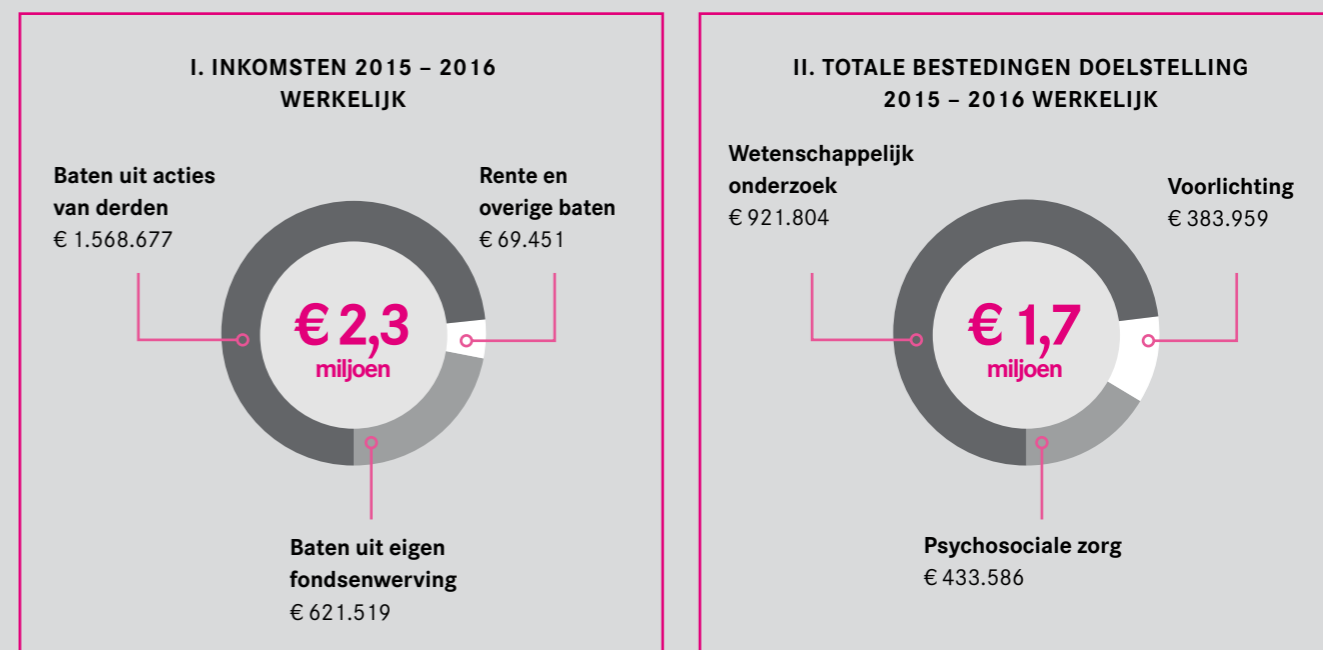 I. INKOMSTEN 2015 – 2016
WERKELIJK
Baten uit acties
van derden
€ 1.568.677
Rente en
overige baten
€ 69.451
€ 2,3
miljoen
Baten uit eigen
fondsenwerving
€ 621.519
II. TOTALE BESTEDINGEN DOELSTELLING
2015 – 2016 WERKELIJK
Wetenschappelijk
onderzoek
€ 921.804
Voorlichting
€ 383.959
€ 1,7
miljoen
Psychosociale zorg
€ 433.586